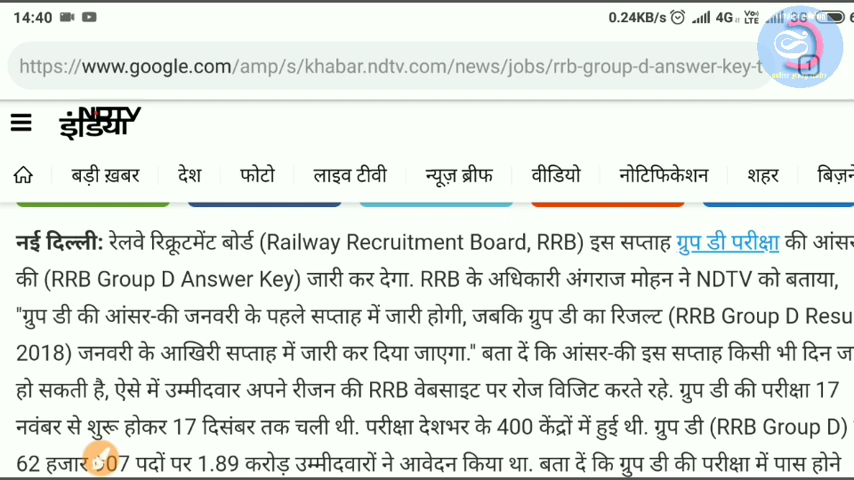 14:40 0.24KB/s 4G VoLTE 3G
https://www.google.com/amp/s/khabar.ndtv.com/news/jobs/rrb-group-d-answer-key-t 1
NDTV
इंडिया
बड़ी ख़बर देश फोटो लाइव टीवी न्यूज़ ब्रीफ वीडियो नोटिफिकेशन शहर बिज़ने
नई दिल्ली: रेलवे रिक्रूटमेंट बोर्ड (Railway Recruitment Board, RRB) इस सप्ताह ग्रुप डी परीक्षा की आंसर
की (RRB Group D Answer Key) जारी कर देगा. RRB के अधिकारी अंगराज मोहन ने NDTV को बताया,
"ग्रुप डी की आंसर-की जनवरी के पहले सप्ताह में जारी होगी, जबकि ग्रुप डी का रिजल्ट (RRB Group D Resu
2018) जनवरी के आखिरी सप्ताह में जारी कर दिया जाएगा." बता दें कि आंसर-की इस सप्ताह किसी भी दिन ज
हो सकती है, ऐसे में उम्मीदवार अपने रीजन की RRB वेबसाइट पर रोज विजिट करते रहे. ग्रुप डी की परीक्षा 17
नवंबर से शुरू होकर 17 दिसंबर तक चली थी. परीक्षा देशभर के 400 केंद्रों में हुई थी. ग्रुप डी (RRB Group D)
62 हजार 07 पदों पर 1.89 करोड़ उम्मीदवारों ने आवेदन किया था. बता दें कि ग्रुप डी की परीक्षा में पास होने